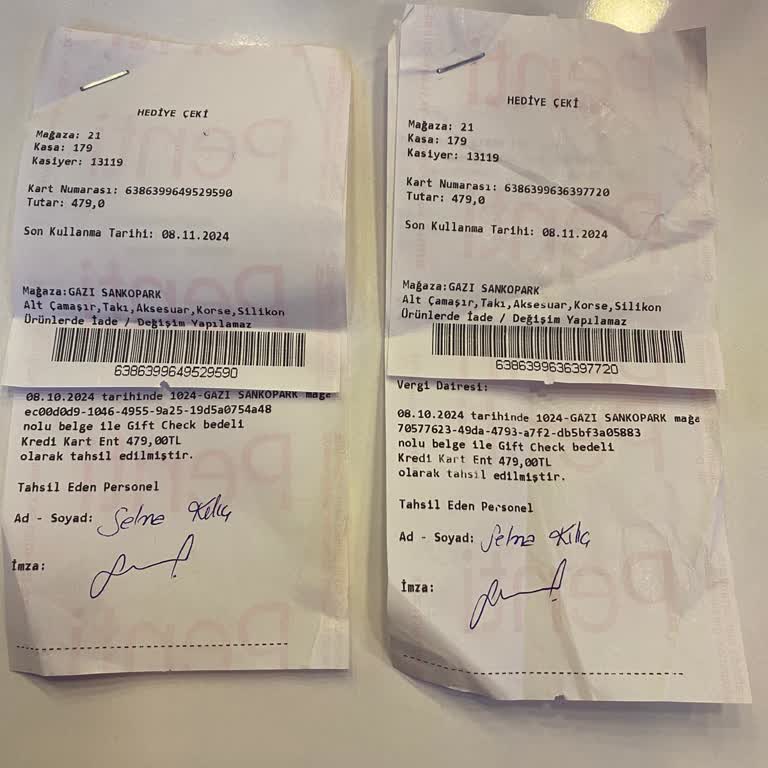 HEDİYE ÇEKİ
Mağaza: 21
Kasa: 179
Kasiyer: 13119
Kart Numarası: 6386399649529590
Tutar: 479,0
Son Kullanma Tarihi: 08.11.2024
Mağaza:GAZI SANKOPARK
Alt Çamaşır,Takı,Aksesuar,Korse,Silikon
Ürünlerde İade / Değişim Yapılamaz
6386399649529590
08.10.2024 tarihinde 1024-GAZI SANKOPARK mağa
ec00d0d9-1046-4955-9a25-19d5a0754a48
nolu belge ile Gift Check bedeli
Kredi Kart Ent 479,00TL
olarak tahsil edilmiştir.
Tahsil Eden Personel
Ad - Soyad: Selma Kılıç
İmza:
HEDİYE ÇEKİ
Mağaza: 21
Kasa: 179
Kasiyer: 13119
Kart Numarası: 6386399636397720
Tutar: 479,0
Son Kullanma Tarihi: 08.11.2024
Mağaza:GAZI SANKOPARK
Alt Çamaşır,Takı,Aksesuar,Korse,Silikon
Ürünlerde İade / Değişim Yapılamaz
6386399636397720
Vergi Dairesi:
08.10.2024 tarihinde 1024-GAZI SANKOPARK mağa
70577623-49da-4793-a7f2-db5bf3a05883
nolu belge ile Gift Check bedeli
Kredi Kart Ent 479,00TL
olarak tahsil edilmiştir.
Tahsil Eden Personel
Ad - Soyad: Selma Kılıç
İmza:
Penti